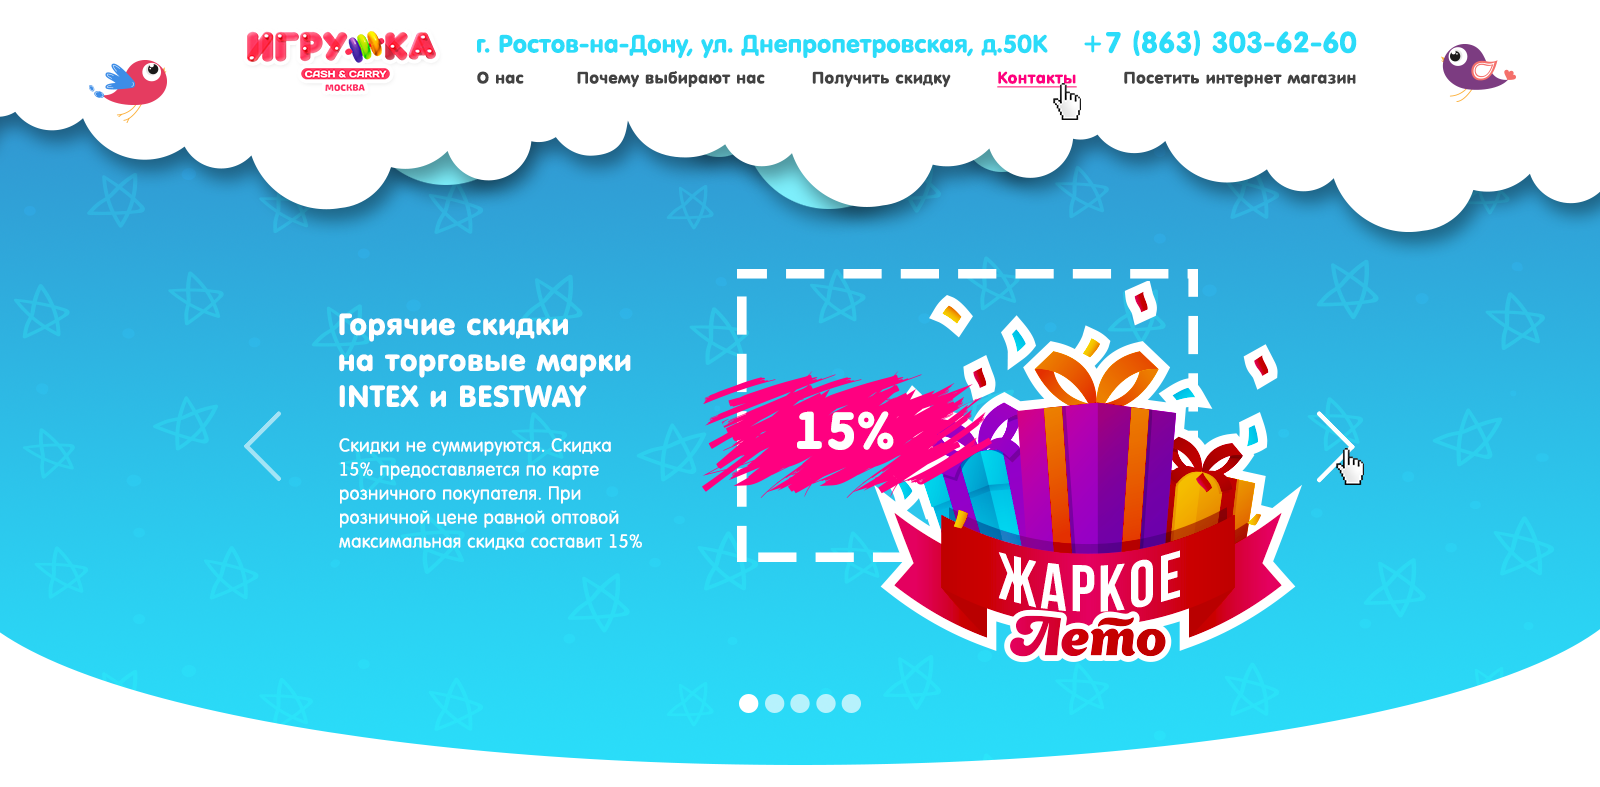 ИГРУЖКА
CASH & CARRY
МОСКВА
г. Ростов-на-Дону, ул. Днепропетровская, д.50К
+7 (863) 303-62-60
О нас
Почему выбирают нас
Получить скидку
Контакты
Посетить интернет магазин
Горячие скидки
на торговые марки
INTEX и BESTWAY
Скидки не суммируются. Скидка
15% предоставляется по карте
розничного покупателя. При
розничной цене равной оптовой
максимальная скидка составит 15%
15%
ЖАРКОЕ
Лето